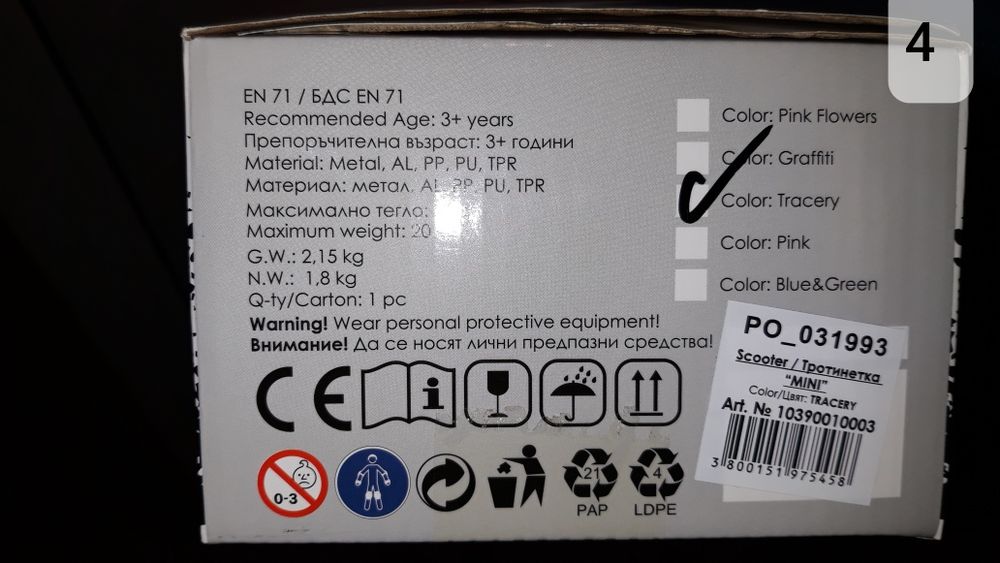 4
EN 71 / БДС EN 71
Recommended Age: 3+ years
Препоръчителна възраст: 3+ години
Material: Metal, AL, PP, PU, TPR
Материал: метал, AL, PP, PU, TPR
Максимално тегло:
Maximum weight: 20
G.W.: 2,15 kg
N.W.: 1,8 kg
Q-ty/Carton: 1 pc
Warning! Wear personal protective equipment!
Внимание! Да се носят лични предпазни средства!
Color: Pink Flowers
Color: Graffiti
Color: Tracery
Color: Pink
Color: Blue&Green
PO_031993
Scooter / Тротинетка
"MINI"
Color/Цвят: TRACERY
Art. № 10390010003
3 800151 975458
CE
0-3
21
PAP
4
LDPE